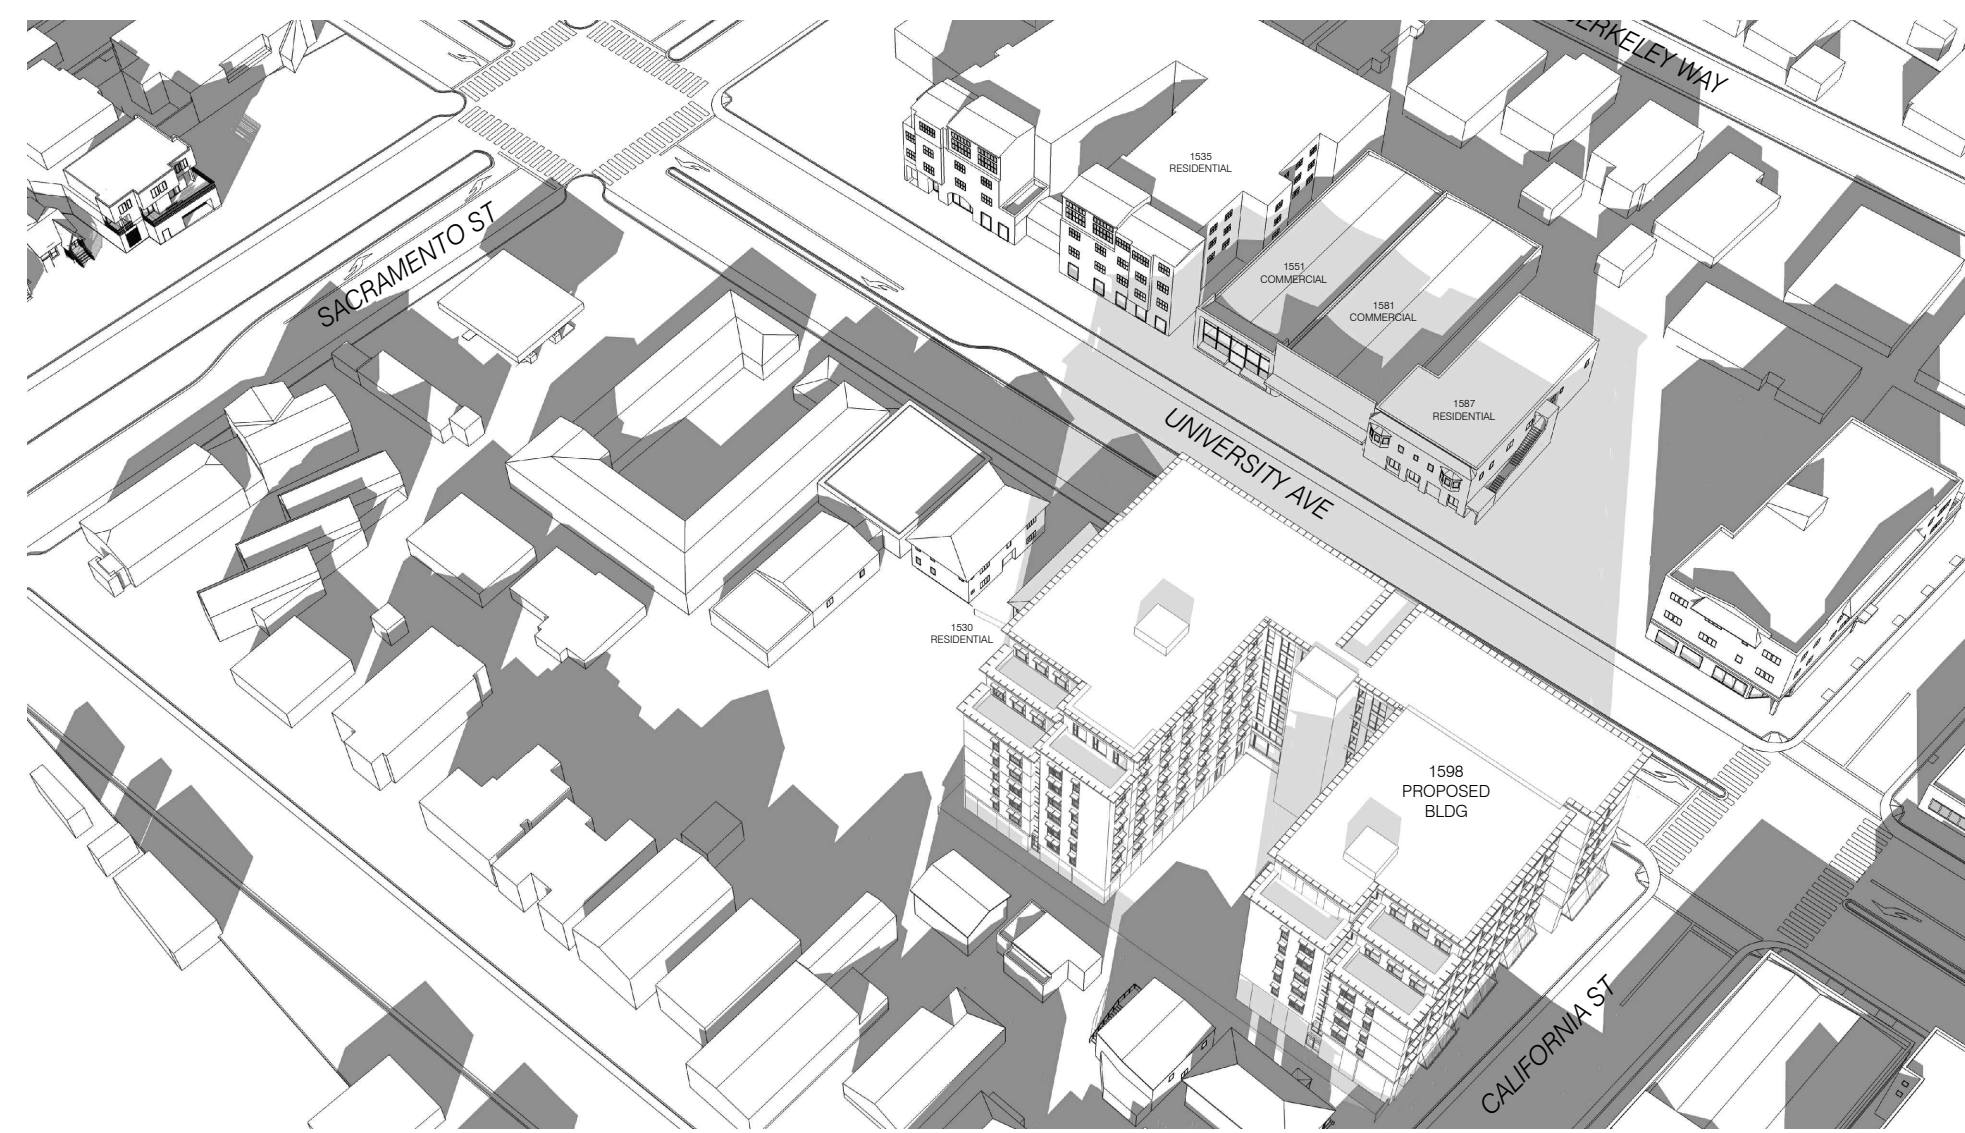 BERKELEY WAY
1535
RESIDENTIAL
SACRAMENTO ST
1551
COMMERCIAL
1581
COMMERCIAL
1587
RESIDENTIAL
UNIVERSITY AVE
1530
RESIDENTIAL
1598
PROPOSED
BLDG
CALIFORNIA ST